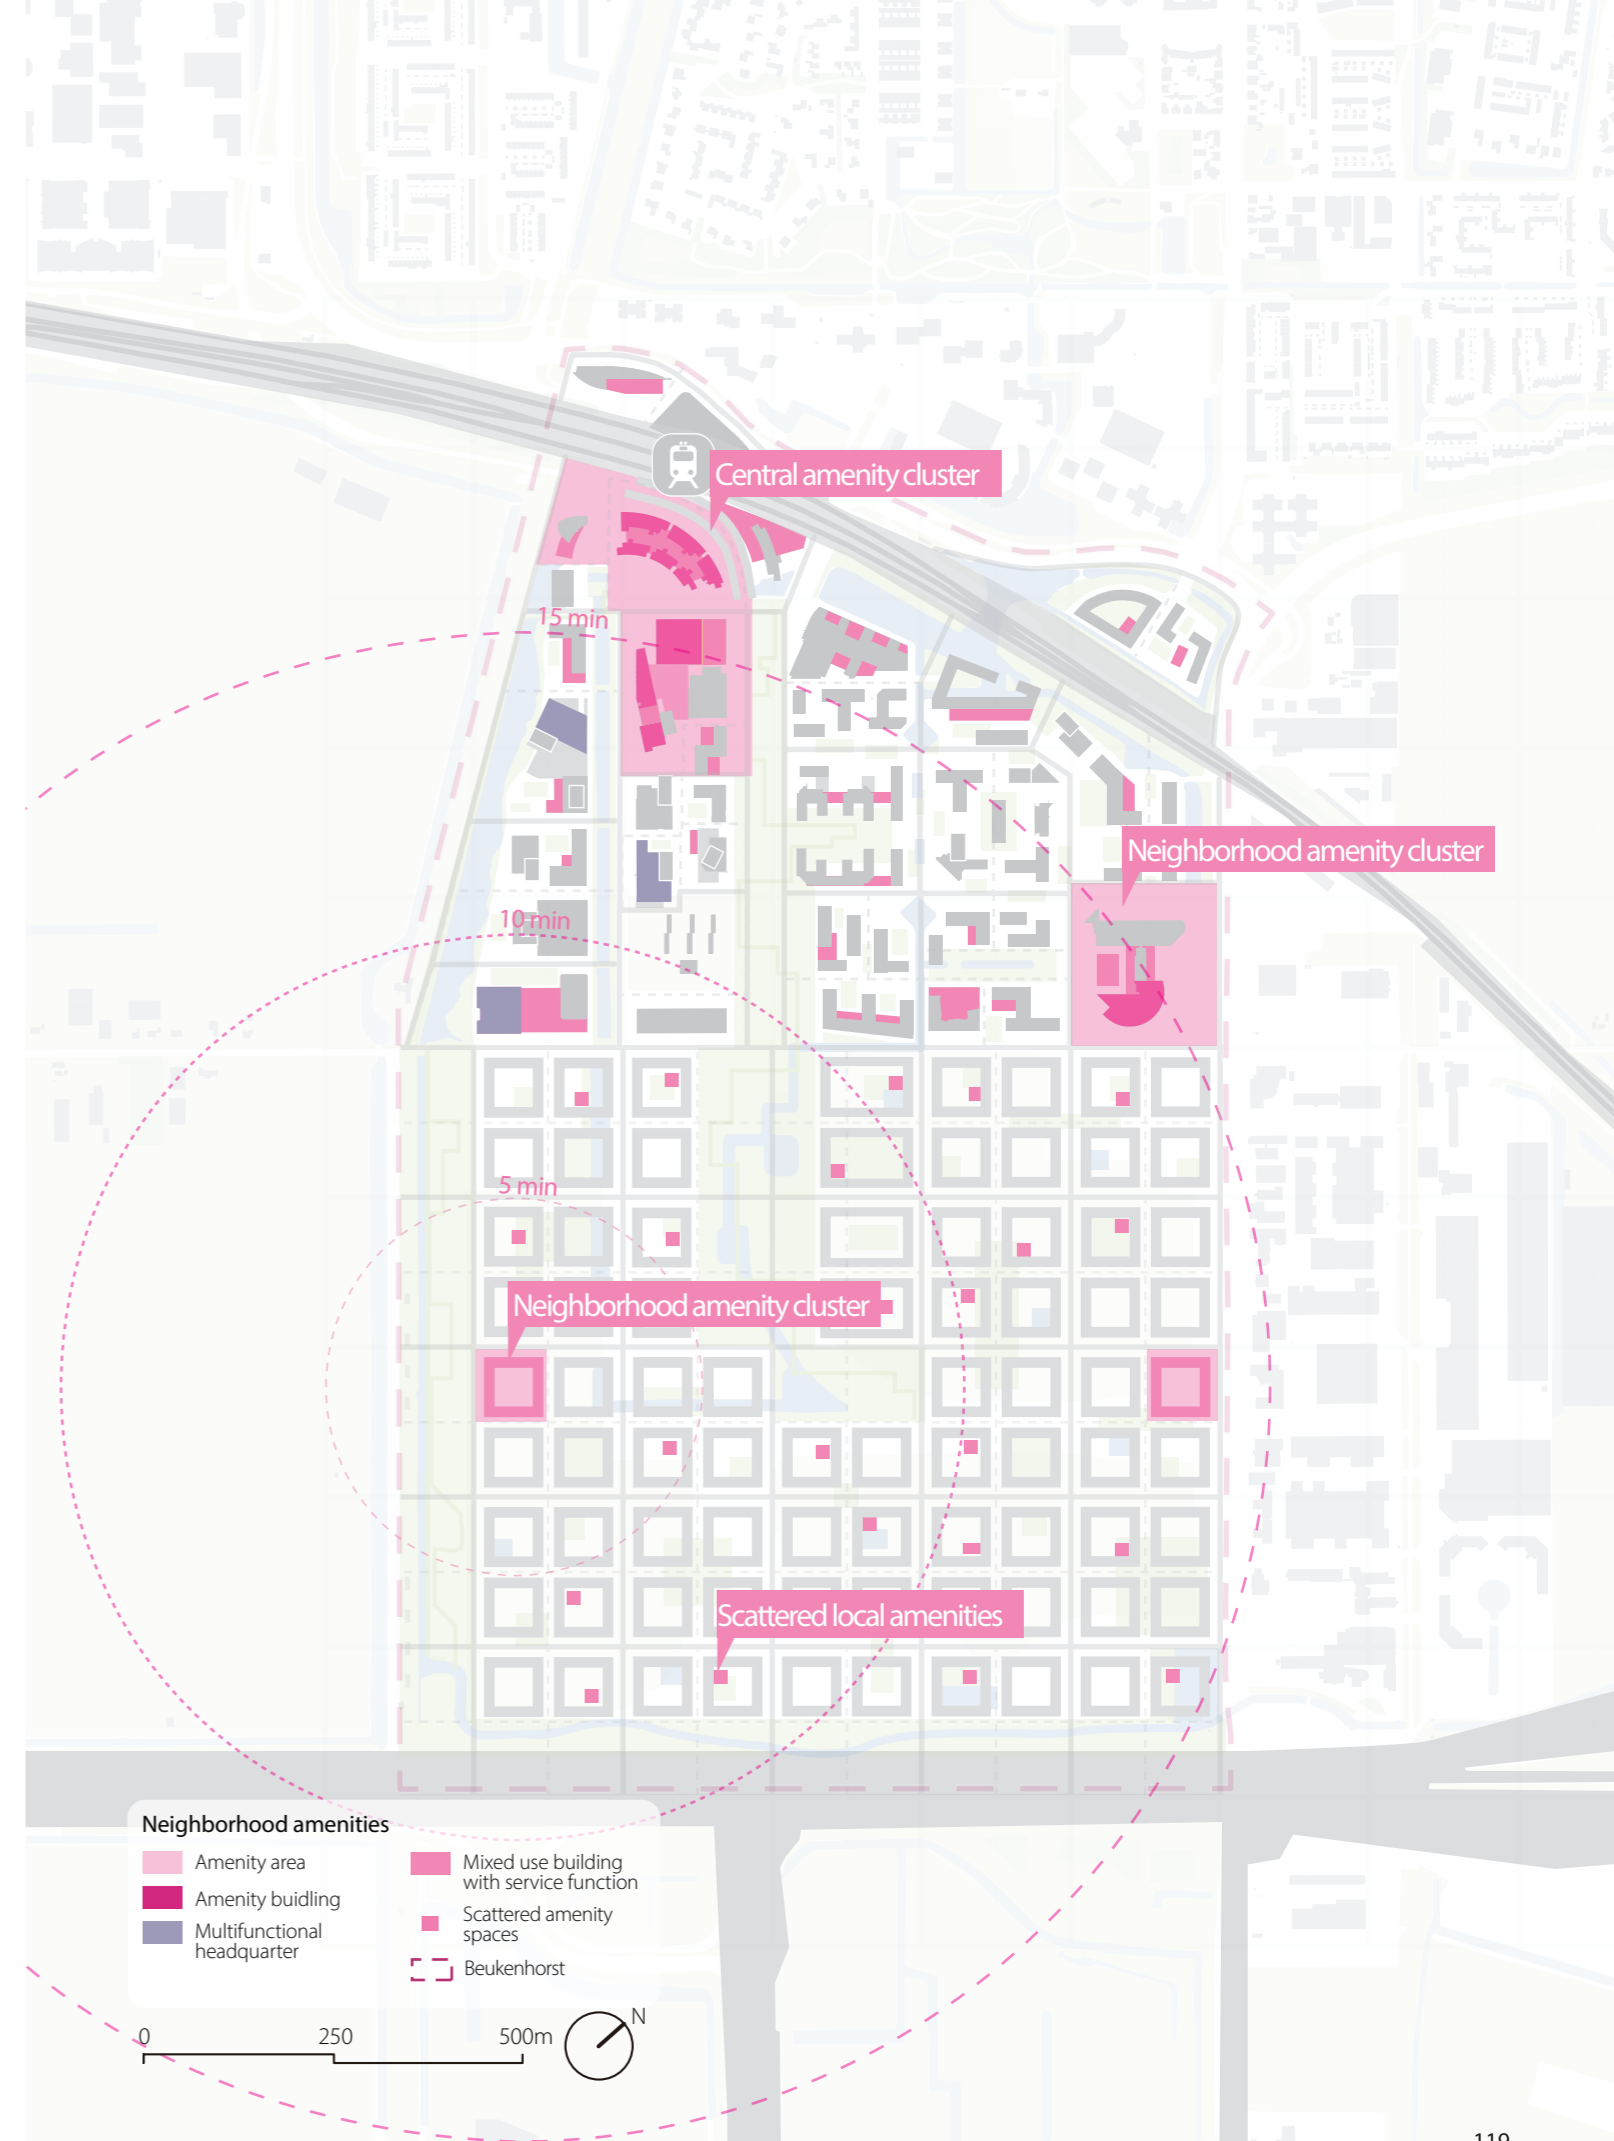 Central amenity cluster
15 min
Neighborhood amenity cluster
10 min
5 min
Neighborhood amenity cluster
Scattered local amenities
Neighborhood amenities
Amenity area
Amenity buidling
Multifunctional
headquarter
Mixed use building
with service function
Scattered amenity
spaces
Beukenhorst
0
250
500m
N
119